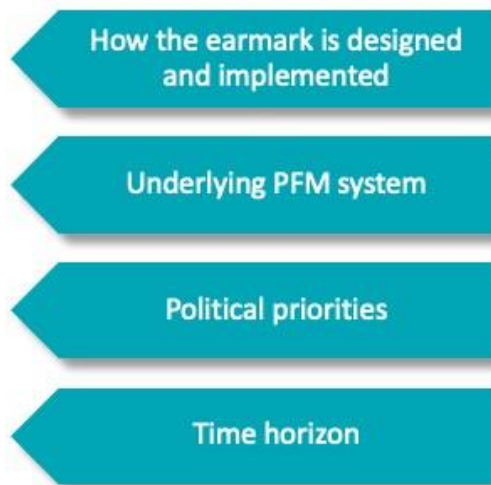 How the earmark is designed
and implemented
Underlying PFM system
Political priorities
Time horizon